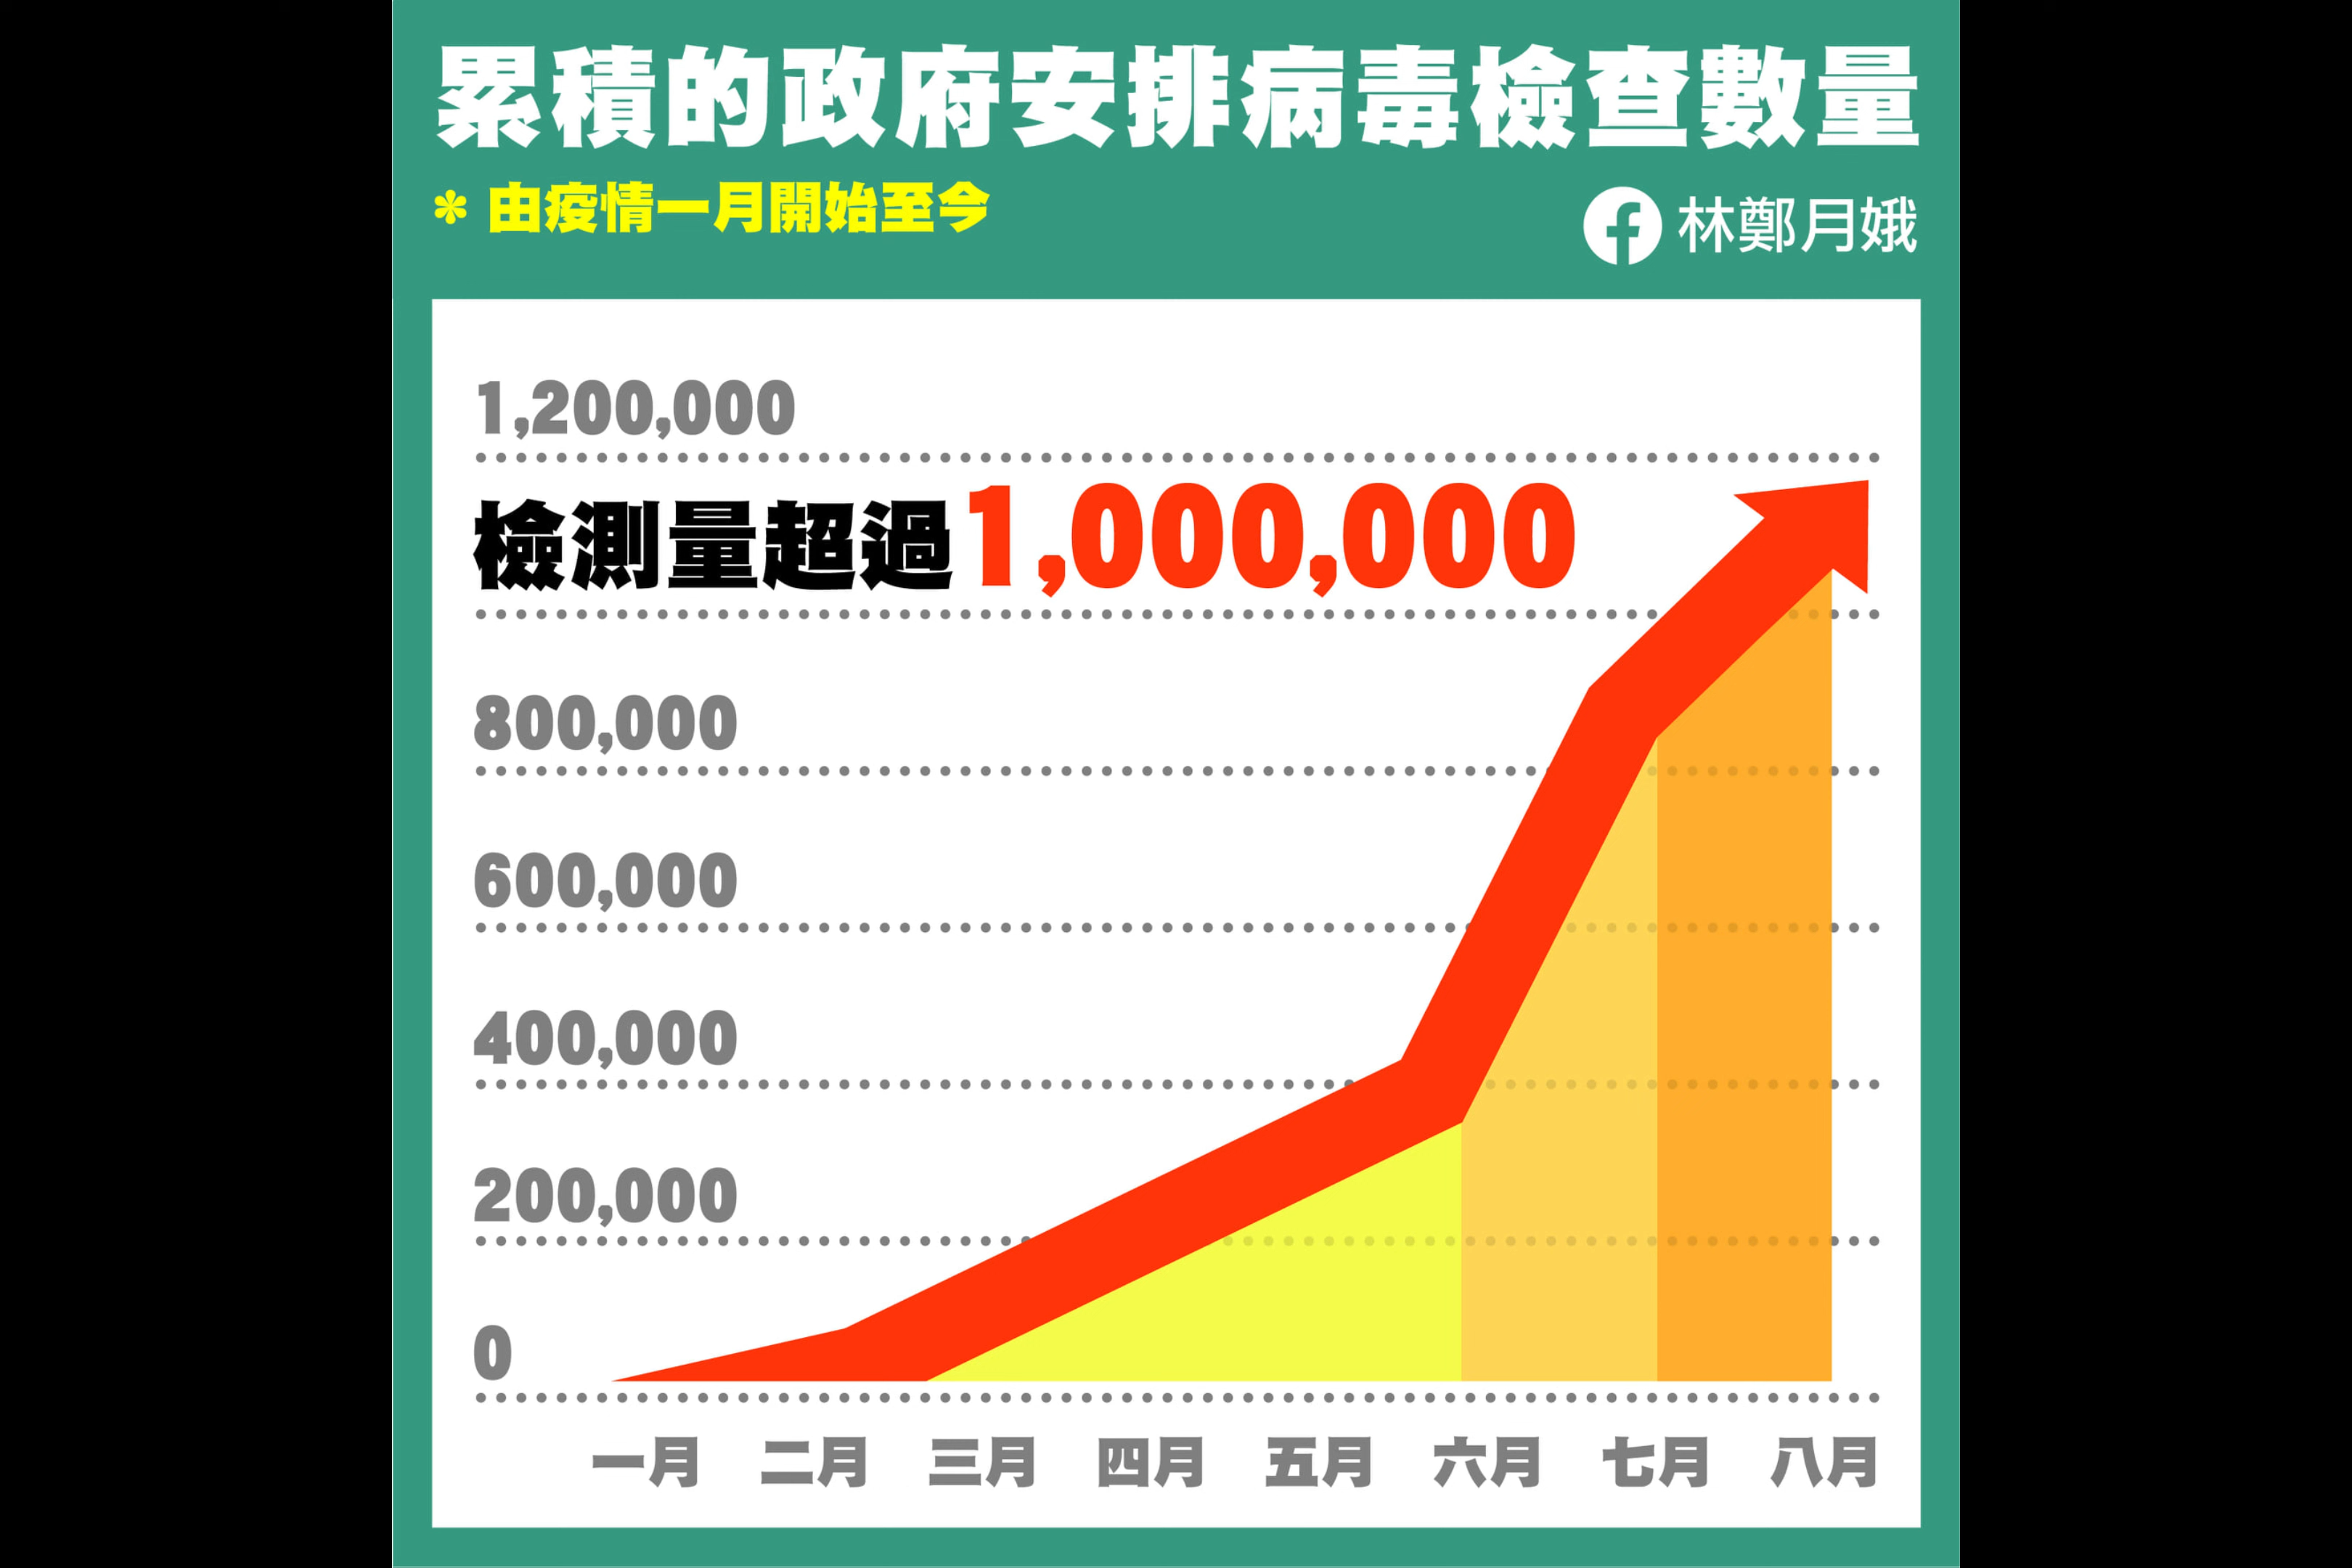 累積的政府安排病毒檢查數量
* 由疫情一月開始至今
林鄭月娥
1,200,000
檢測量超過1,000,000
800,000
600,000
400,000
200,000
0
一月 二月 三月 四月 五月 六月 七月 八月